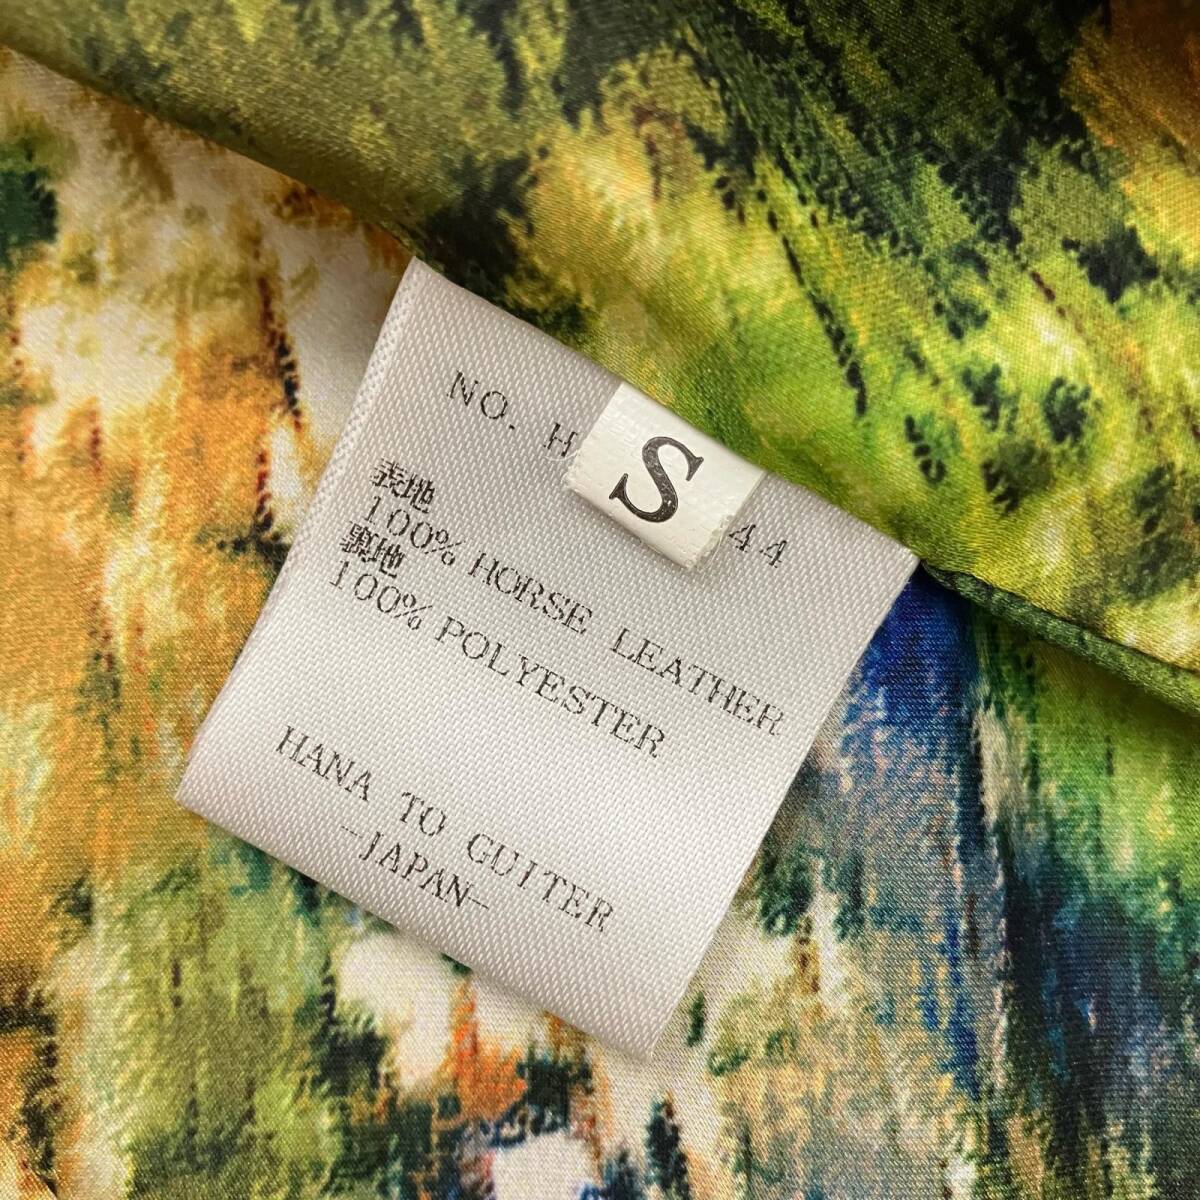 NO. H
S
44
表地
100% HORSE LEATHER
裏地
100% POLYESTER
HANA TO GUITER
—JAPAN—